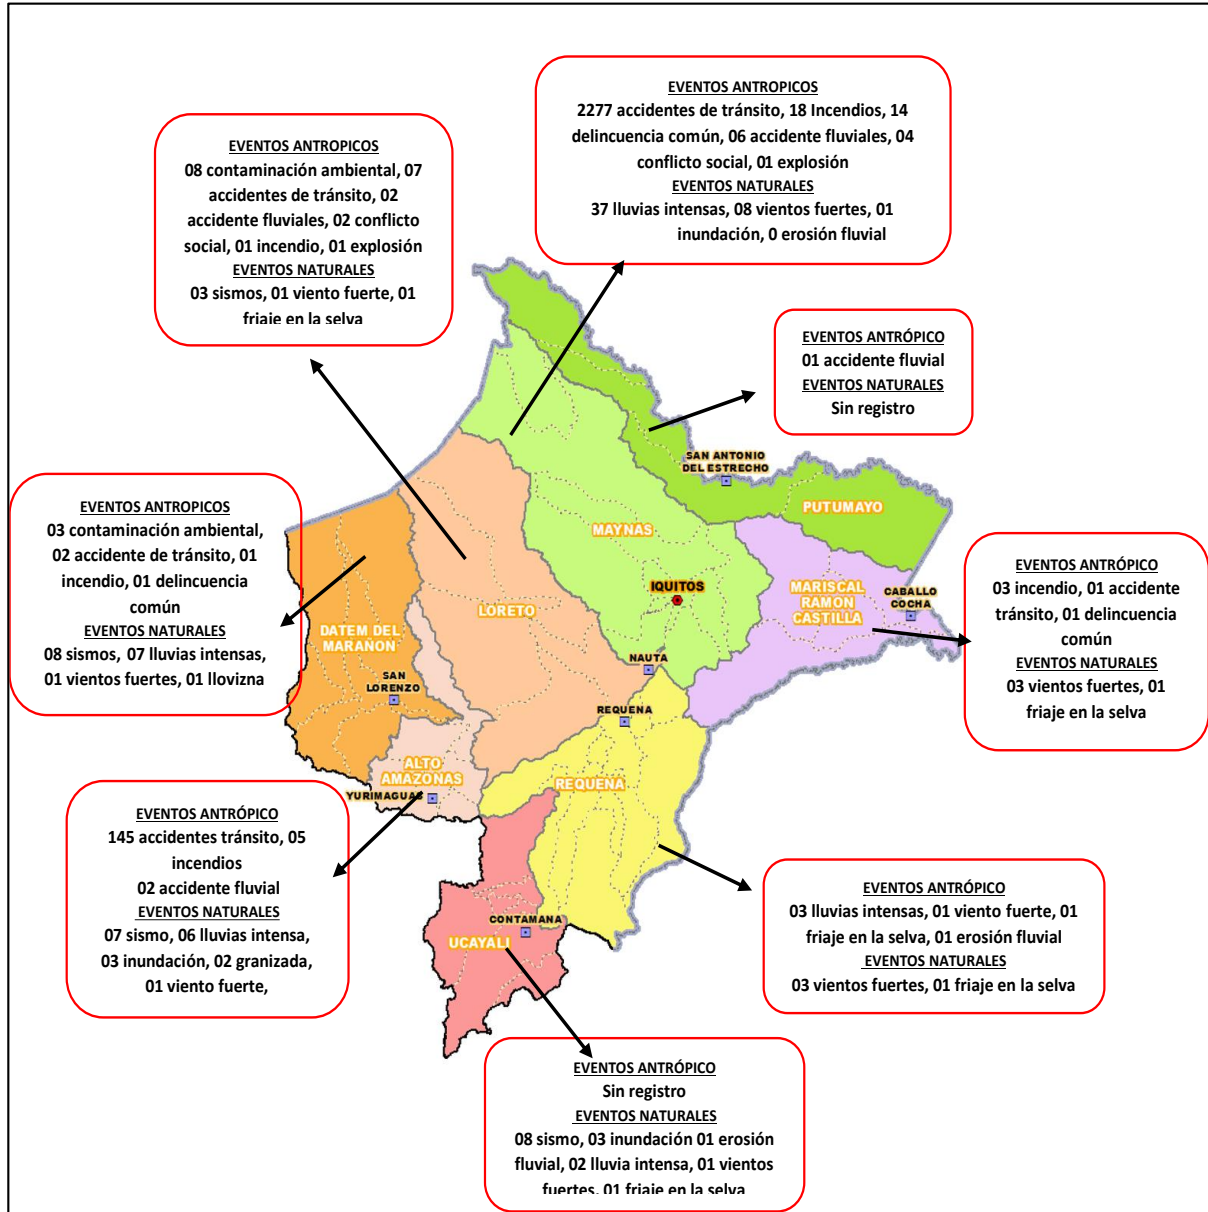 EVENTOS ANTROPICOS
2277 accidentes de tránsito, 18 Incendios, 14
delincuencia común, 06 accidente fluviales, 04
conflicto social, 01 explosión
EVENTOS NATURALES
37 lluvias intensas, 08 vientos fuertes, 01
inundación, 0 erosión fluvial
EVENTOS ANTROPICOS
08 contaminación ambiental, 07
accidentes de tránsito, 02
accidente fluviales, 02 conflicto
social, 01 incendio, 01 explosión
EVENTOS NATURALES
03 sismos, 01 viento fuerte, 01
friaje en la selva
EVENTOS ANTRÓPICO
01 accidente fluvial
EVENTOS NATURALES
Sin registro
EVENTOS ANTROPICOS
03 contaminación ambiental,
02 accidente de tránsito, 01
incendio, 01 delincuencia
común
EVENTOS NATURALES
08 sismos, 07 lluvias intensas,
01 vientos fuertes, 01 llovizna
SAN ANTONIO
DEL ESTRECHO
PUTUMAYO
MAYNAS
IQUITOS
MARISCAL
RAMÓN
CASTILLA
CABALLO
COCHA
LORETO
DATEM DEL
MARAÑON
SAN
LORENZO
NAUTA
REQUENA
ALTO
AMAZONAS
YURIMAGUAS
REQUENA
CONTAMANA
UCAYALI
EVENTOS ANTRÓPICO
03 incendio, 01 accidente
tránsito, 01 delincuencia
común
EVENTOS NATURALES
03 vientos fuertes, 01
friaje en la selva
EVENTOS ANTRÓPICO
145 accidentes tránsito, 05
incendios
02 accidente fluvial
EVENTOS NATURALES
07 sismo, 06 lluvias intensa,
03 inundación, 02 granizada,
01 viento fuerte,
EVENTOS ANTRÓPICO
03 lluvias intensas, 01 viento fuerte, 01
friaje en la selva, 01 erosión fluvial
EVENTOS NATURALES
03 vientos fuertes, 01 friaje en la selva
EVENTOS ANTRÓPICO
Sin registro
EVENTOS NATURALES
08 sismo, 03 inundación 01 erosión
fluvial, 02 lluvia intensa, 01 vientos
fuertes, 01 friaje en la selva